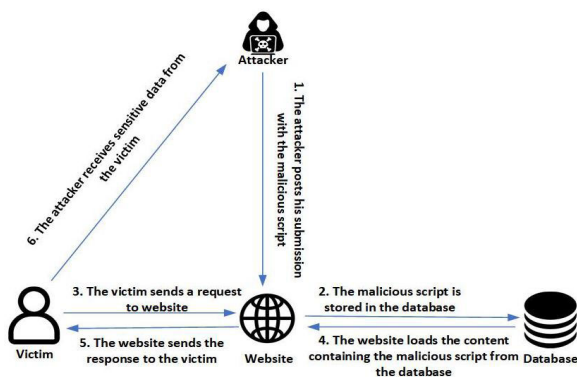 Attacker
1. The attacker posts his submission
with the malicious script
6. The attacker receives sensitive data from
the victim
3. The victim sends a request
to website
2. The malicious script is
stored in the database
5. The website sends the
response to the victim
4. The website loads the content
containing the malicious script from
the database
Victim
Website
Database